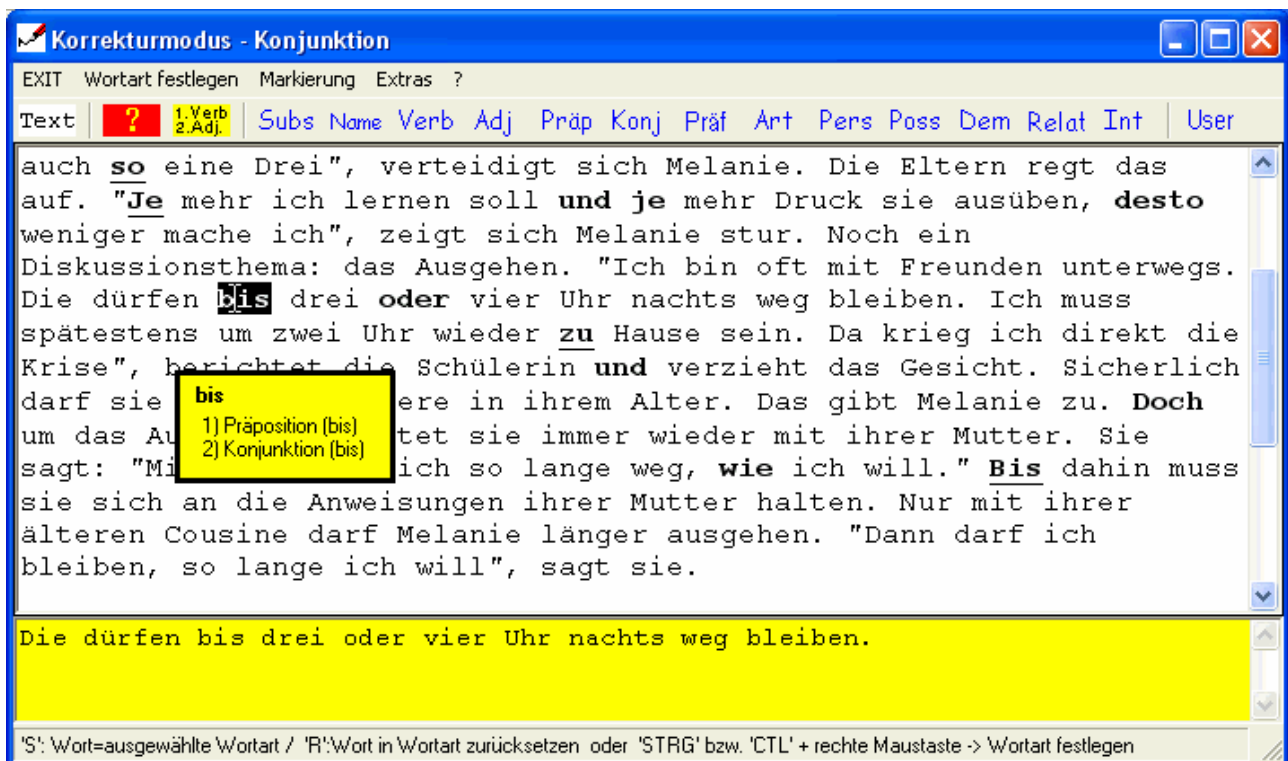 Korrekturmodus - Konjunktion
EXIT Wortart festlegen Markierung Extras ?
Text ? 1.Verb 2.Adj. Subs Name Verb Adj Präp Konj Präf Art Pers Poss Dem Relat Int User
auch so eine Drei", verteidigt sich Melanie. Die Eltern regt das
auf. "Je mehr ich lernen soll und je mehr Druck sie ausüben, desto
weniger mache ich", zeigt sich Melanie stur. Noch ein
Diskussionsthema: das Ausgehen. "Ich bin oft mit Freunden unterwegs.
Die dürfen bis drei oder vier Uhr nachts weg bleiben. Ich muss
spätestens um zwei Uhr wieder zu Hause sein. Da krieg ich direkt die
Krise", berichtet die Schülerin und verzieht das Gesicht. Sicherlich
darf sie ere in ihrem Alter. Das gibt Melanie zu. Doch
um das Au tet sie immer wieder mit ihrer Mutter. Sie
sagt: "Mi ich so lange weg, wie ich will." Bis dahin muss
sie sich an die Anweisungen ihrer Mutter halten. Nur mit ihrer
älteren Cousine darf Melanie länger ausgehen. "Dann darf ich
bleiben, so lange ich will", sagt sie.
bis
1) Präposition (bis)
2) Konjunktion (bis)
Die dürfen bis drei oder vier Uhr nachts weg bleiben.
'S': Wort=ausgewählte Wortart / 'R':Wort in Wortart zurücksetzen oder 'STRG' bzw. 'CTL' + rechte Maustaste -> Wortart festlegen